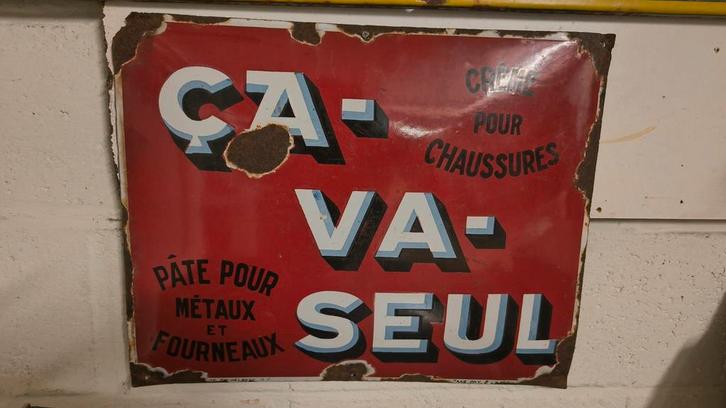 ÇA-
CRÈME
POUR
CHAUSSURES
VA-
PÂTE POUR
MÉTAUX
ET
FOURNEAUX
SEUL